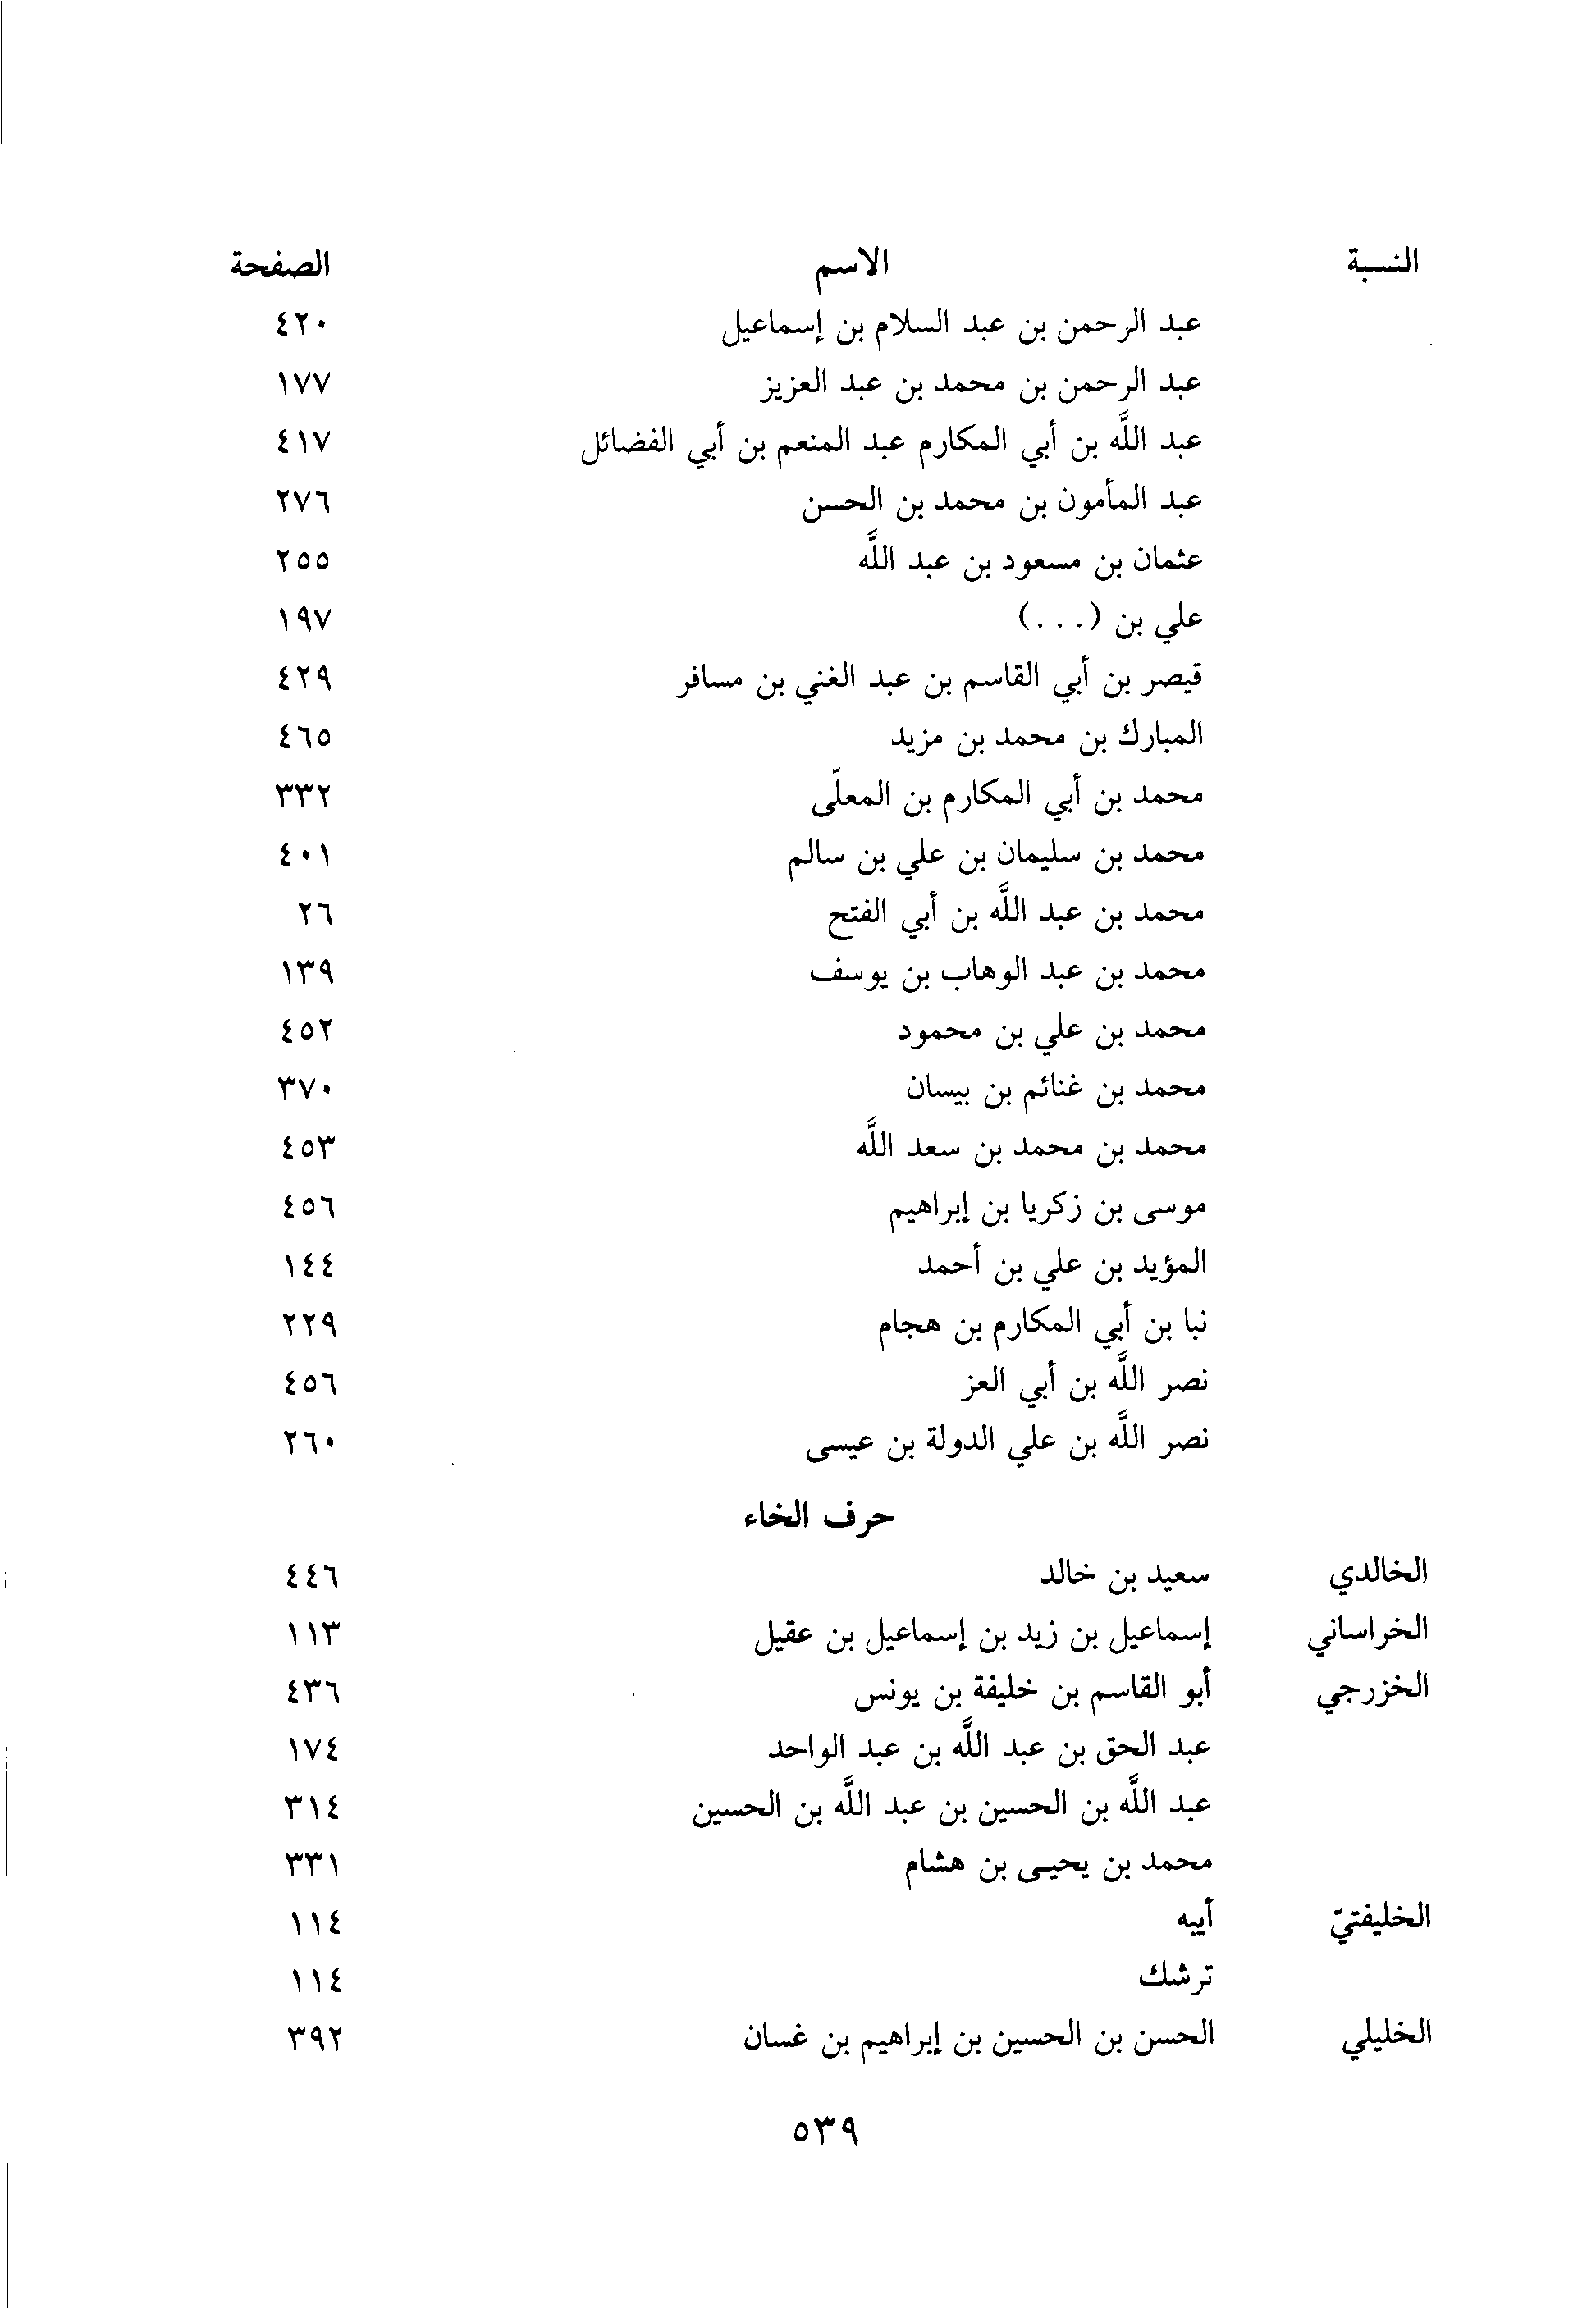 النسبة الاسم الصفحة
عبد الرحمن بن عبد السلام بن إسماعيل ٤٢٠
عبد الرحمن بن محمد بن عبد العزيز ١٧٧
عبد اللَّه بن أبي المكارم عبد المنعم بن أبي الفضائل ٤١٧
عبد المأمون بن محمد بن الحسن ٢٧٦
عثمان بن مسعود بن عبد اللَّه ٢٥٥
علي بن (...) ١٩٧
قيصر بن أبي القاسم بن عبد الغني بن مسافر ٤٢٩
المبارك بن محمد بن مزيد ٤٦٥
محمد بن أبي المكارم بن المعلّى ٣٣٢
محمد بن سليمان بن علي بن سالم ٤٠١
محمد بن عبد اللَّه بن أبي الفتح ٢٦
محمد بن عبد الوهاب بن يوسف ١٣٩
محمد بن علي بن محمود ٤٥٢
محمد بن غنائم بن بيسان ٣٧٠
محمد بن محمد بن سعد اللَّه ٤٥٣
موسى بن زكريا بن إبراهيم ٤٥٦
المؤيد بن علي بن أحمد ١٤٤
نبا بن أبي المكارم بن هجام ٢٢٩
نصر اللَّه بن أبي العز ٤٥٦
نصر اللَّه بن علي الدولة بن عيسى ٢٦٠
حرف الخاء
الخالدي سعيد بن خالد ٤٤٦
الخراساني إسماعيل بن زيد بن إسماعيل بن عقيل ١١٣
الخزرجي أبو القاسم بن خليفة بن يونس ٤٣٦
عبد الحق بن عبد اللَّه بن عبد الواحد ١٧٤
عبد اللَّه بن الحسين بن عبد اللَّه بن الحسين ٣١٤
محمد بن يحيى بن هشام ٣٣١
الخليفتيّ أيبه ١١٤
ترشك ١١٤
الخليلي الحسن بن الحسين بن إبراهيم بن غسان ٣٩٢
٥٣٩